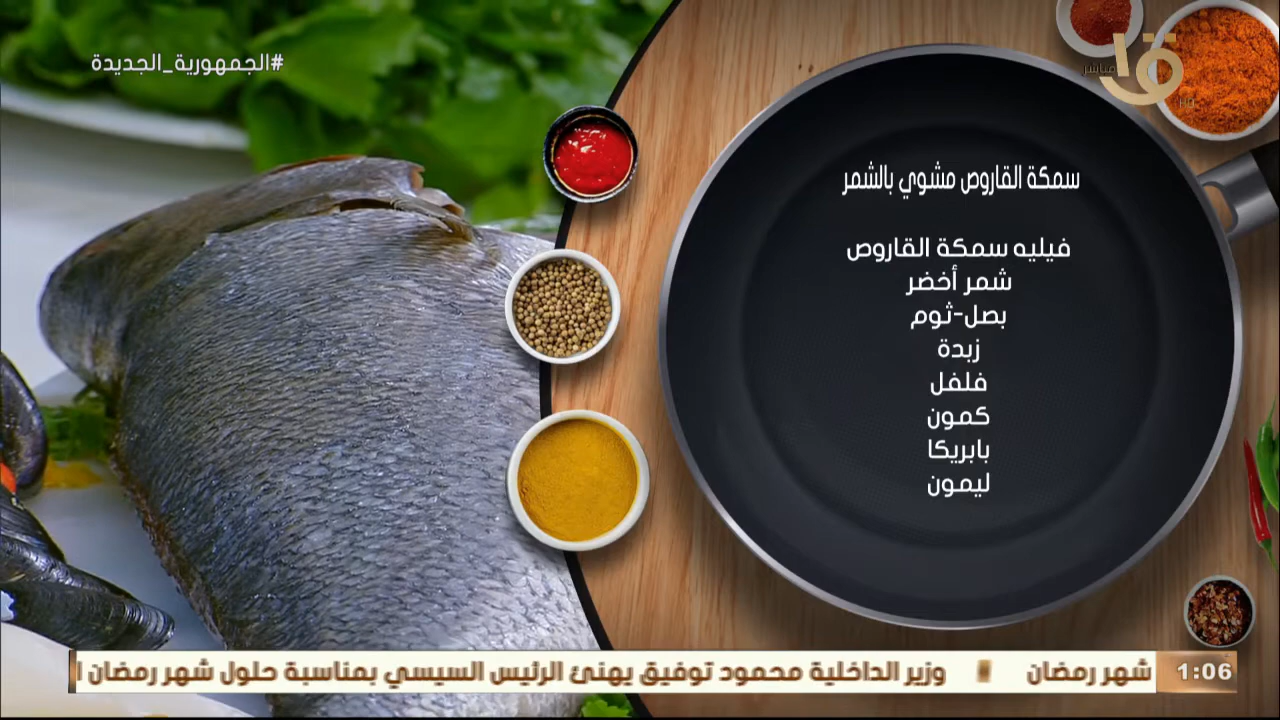 #الجمهورية_الجديدة
مباشر
HD
سمكة القاروص مشوي بالشمر
فيليه سمكة القاروص
شمر أخضر
بصل-ثوم
زبدة
فلفل
كمون
بابريكا
ليمون
1:06
شهر رمضان
وزير الداخلية محمود توفيق يهنئ الرئيس السيسي بمناسبة حلول شهر رمضان ا